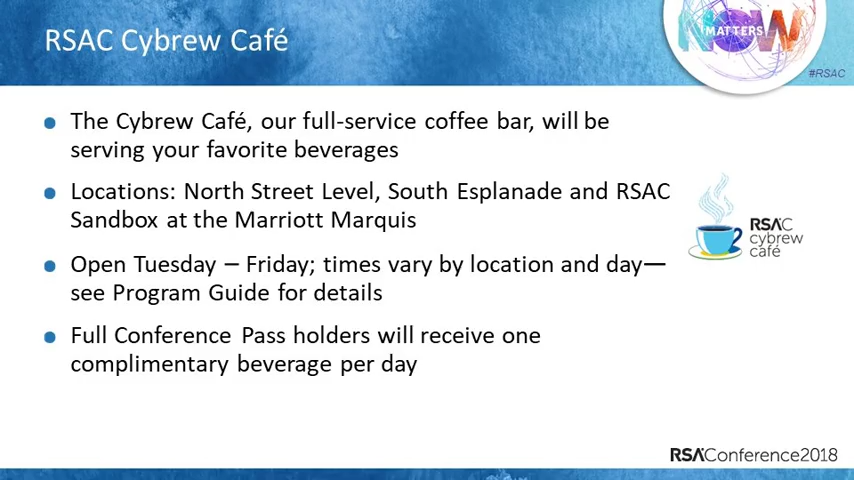 RSAC Cybrew Café
NOW
MATTERS
#RSAC
The Cybrew Café, our full-service coffee bar, will be
serving your favorite beverages
Locations: North Street Level, South Esplanade and RSAC
Sandbox at the Marriott Marquis
Open Tuesday – Friday; times vary by location and day—
see Program Guide for details
Full Conference Pass holders will receive one
complimentary beverage per day
RSAC
cybrew
café
RSAConference2018